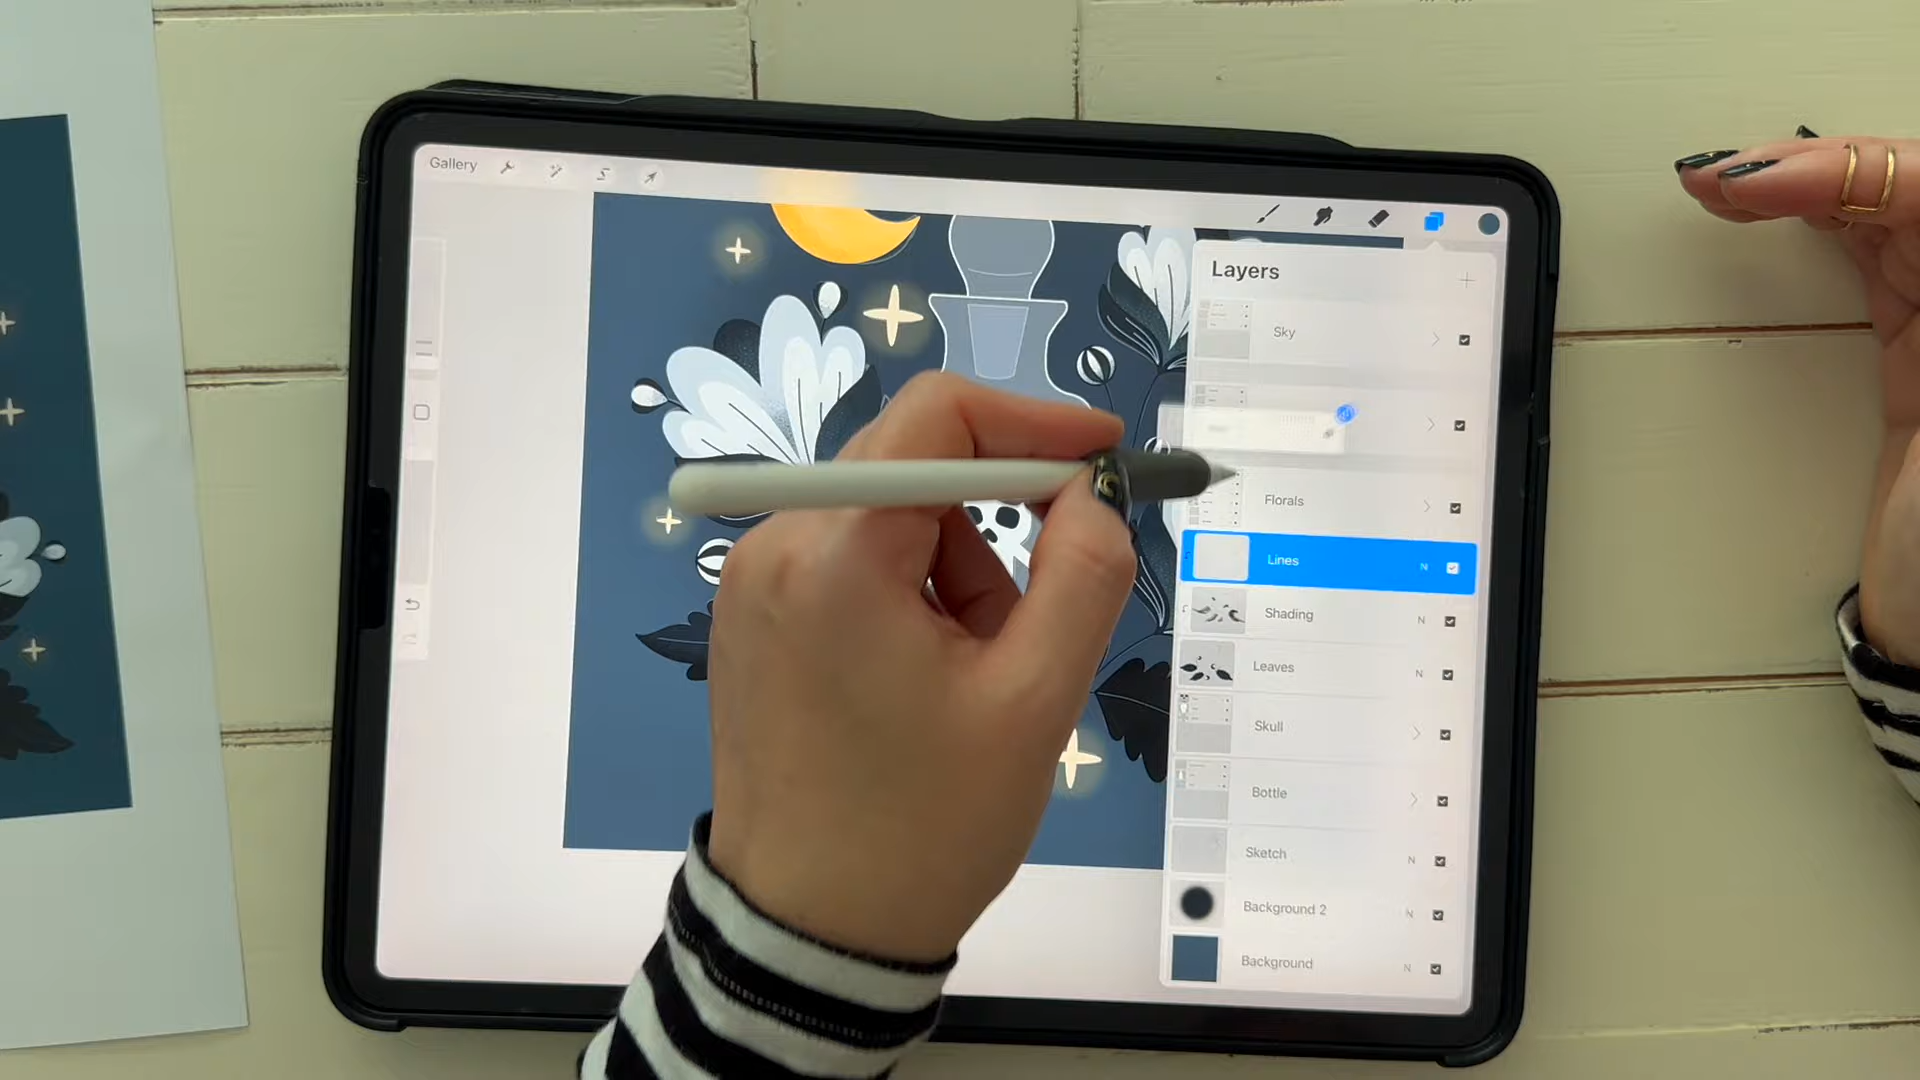 Gallery
Layers
Sky
Florals
Lines N
Shading N
Leaves N
Skull
Bottle
Sketch N
Background 2 N
Background N